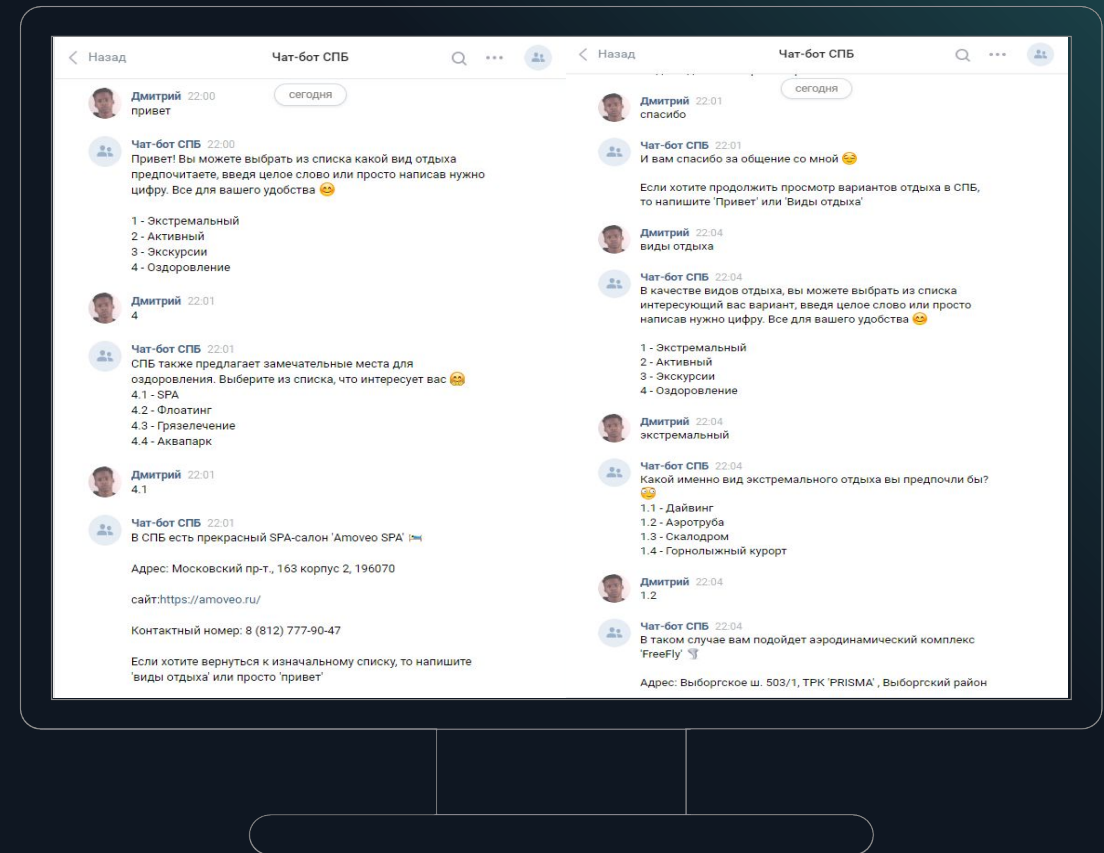 Назад
Чат-бот СПБ
сегодня
Дмитрий 22:00
привет
Чат-бот СПБ 22:00
Привет! Вы можете выбрать из списка какой вид отдыха
предпочитаете, введя целое слово или просто написав нужно
цифру. Все для вашего удобства 😊
1 - Экстремальный
2 - Активный
3 - Экскурсии
4 - Оздоровление
Дмитрий 22:01
4
Чат-бот СПБ 22:01
СПБ также предлагает замечательные места для
оздоровления. Выберите из списка, что интересует вас 🤗
4.1 - SPA
4.2 - Флоатинг
4.3 - Грязелечение
4.4 - Аквапарк
Дмитрий 22:01
4.1
Чат-бот СПБ 22:01
В СПБ есть прекрасный SPA-салон 'Amoveo SPA' 🛌
Адрес: Московский пр-т., 163 корпус 2, 196070
сайт:https://amoveo.ru/
Контактный номер: 8 (812) 777-90-47
Если хотите вернуться к изначальному списку, то напишите
'виды отдыха' или просто 'привет'
Назад
Чат-бот СПБ
сегодня
Дмитрий 22:01
спасибо
Чат-бот СПБ 22:01
И вам спасибо за общение со мной 😌
Если хотите продолжить просмотр вариантов отдыха в СПБ,
то напишите 'Привет' или 'Виды отдыха'
Дмитрий 22:04
виды отдыха
Чат-бот СПБ 22:04
В качестве видов отдыха, вы можете выбрать из списка
интересующий вас вариант, введя целое слово или просто
написав нужно цифру. Все для вашего удобства 😊
1 - Экстремальный
2 - Активный
3 - Экскурсии
4 - Оздоровление
Дмитрий 22:04
экстремальный
Чат-бот СПБ 22:04
Какой именно вид экстремального отдыха вы предпочли бы?
😳
1.1 - Дайвинг
1.2 - Аэротруба
1.3 - Скалодром
1.4 - Горнолыжный курорт
Дмитрий 22:04
1.2
Чат-бот СПБ 22:04
В таком случае вам подойдет аэродинамический комплекс
'FreeFly' 🌪
Адрес: Выборгское ш. 503/1, ТРК 'PRISMA' , Выборгский район